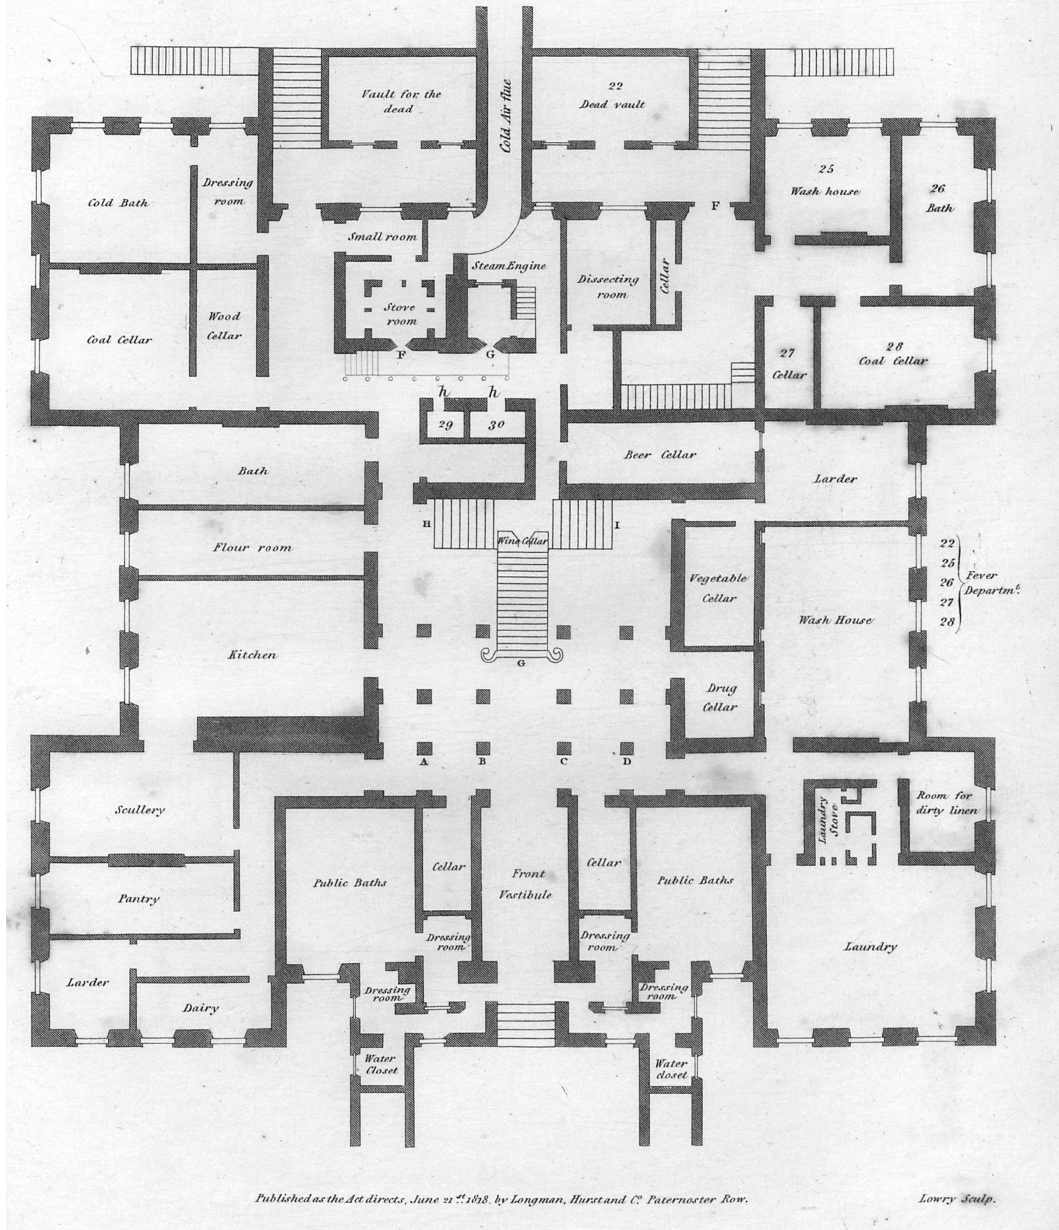 Vault for the
dead
Cold Air flue
22
Dead vault
Cold Bath
Dressing
room
25
Wash house
26
Bath
F
Small room
Steam Engine
Dissecting
room
Cellar
Coal Cellar
Wood
Cellar
Stove
room
F
G
27
Cellar
28
Coal Cellar
h
h
29
30
Bath
Beer Cellar
Larder
H
I
Wine Cellar
Flour room
Vegetable
Cellar
Wash House
22
25
26
27
28
Fever
Departmt.
Kitchen
G
Drug
Cellar
A
B
C
D
Scullery
Laundry
Stove
Room for
dirty linen
Pantry
Public Baths
Cellar
Front
Vestibule
Cellar
Public Baths
Dressing
room
Dressing
room
Laundry
Larder
Dairy
Dressing
room
Dressing
room
Water
Closet
Water
closet
Published as the Act directs, June 21st. 1818. by Longman, Hurst and Co. Paternoster Row.
Lowry Sculp.